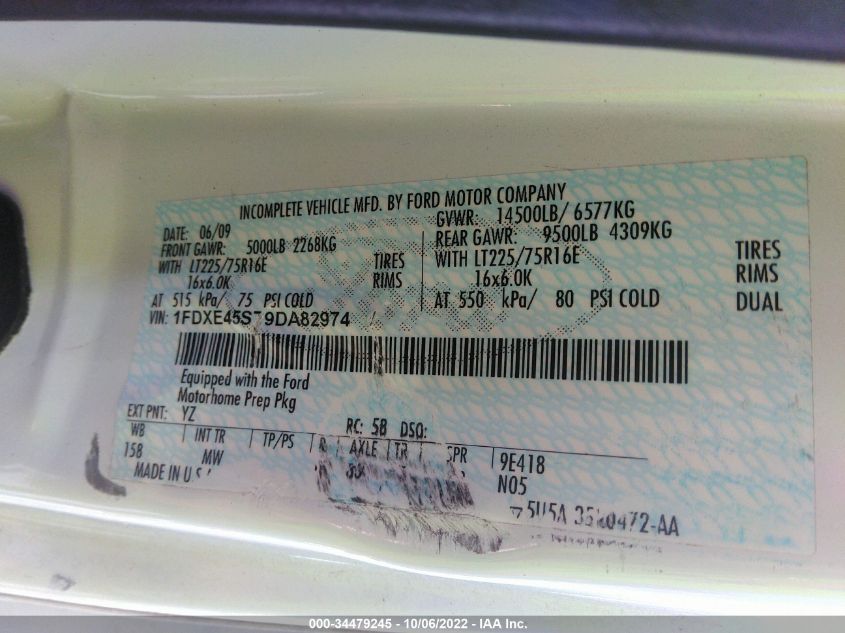 INCOMPLETE VEHICLE MFD. BY FORD MOTOR COMPANY
DATE: 06/09 GVWR: 14500LB/ 6577KG
FRONT GAWR: 5000LB 2268KG REAR GAWR: 9500LB 4309KG
WITH LT225/75R16E TIRES WITH LT225/75R16E TIRES
16x6.0K RIMS 16x6.0K RIMS
AT 515 kPa/ 75 PSI COLD AT 550 kPa/ 80 PSI COLD DUAL
VIN: 
Equipped with the Ford
Motorhome Prep Pkg
EXT PNT: YZ RC: 58 DSO:
WB INT TR TP/PS R AXLE TR SPR 9E418
158 MW N05
MADE IN U.S
000-34479245 - 10/06/2022 - IAA Inc.